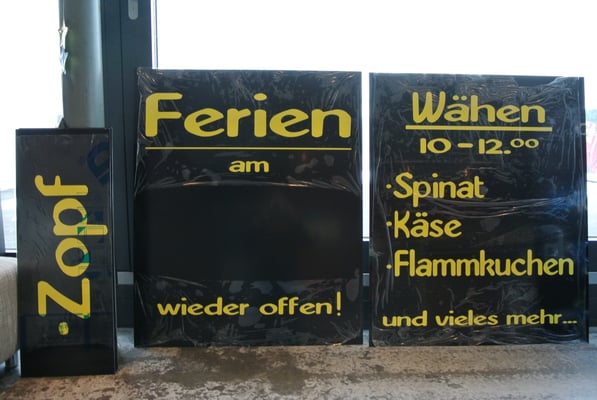 ·Zopf
Ferien
am
wieder offen!
Wähen
10-12.00
·Spinat
·Käse
·Flammkuchen
und vieles mehr...